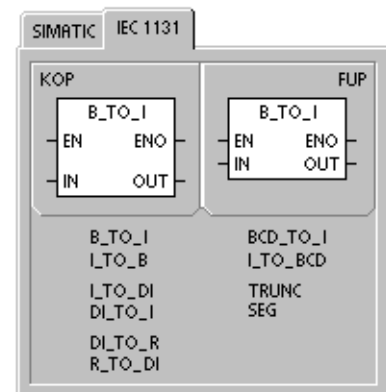 SIMATIC IEC 1131
KOP FUP
B_TO_I B_TO_I
EN ENO EN ENO
IN OUT IN OUT
B_TO_I BCD_TO_I
I_TO_B I_TO_BCD
I_TO_DI TRUNC
DI_TO_I SEG
DI_TO_R
R_TO_DI